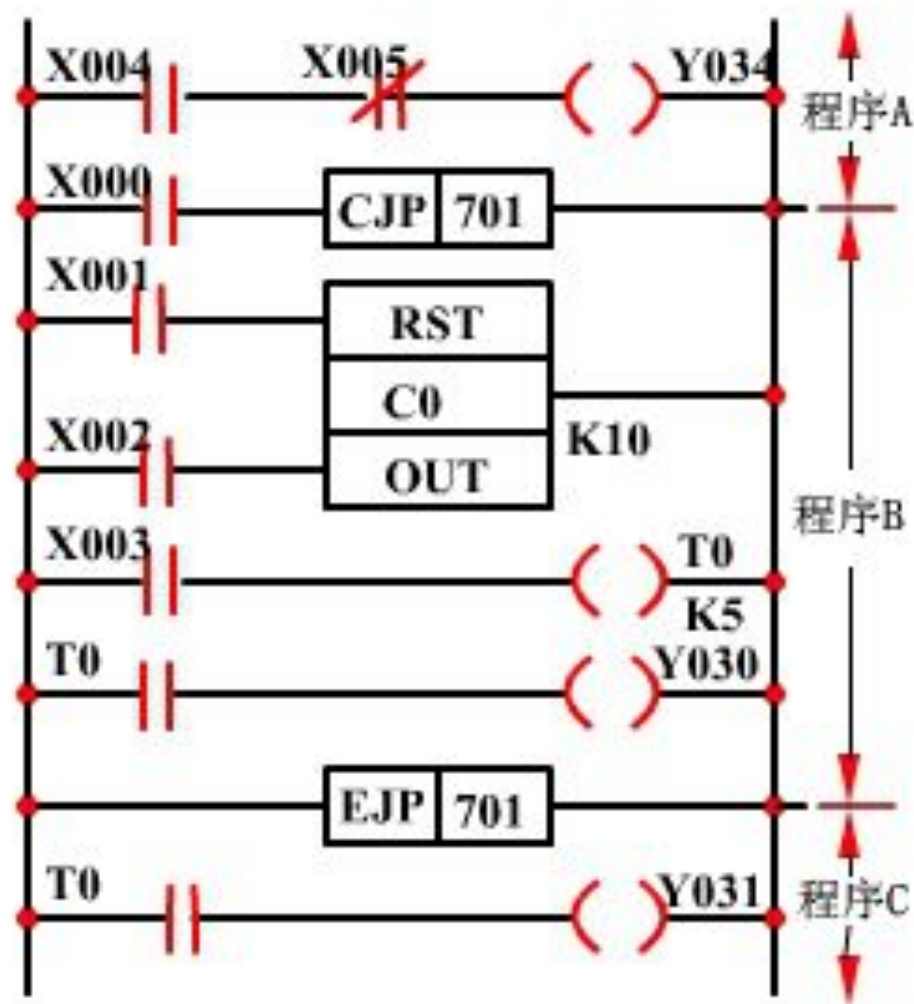 X004
X005
Y034
程序A
X000
CJP 701
X001
RST
C0
K10
X002
OUT
程序B
X003
T0
K5
T0
Y030
EJP 701
T0
Y031
程序C